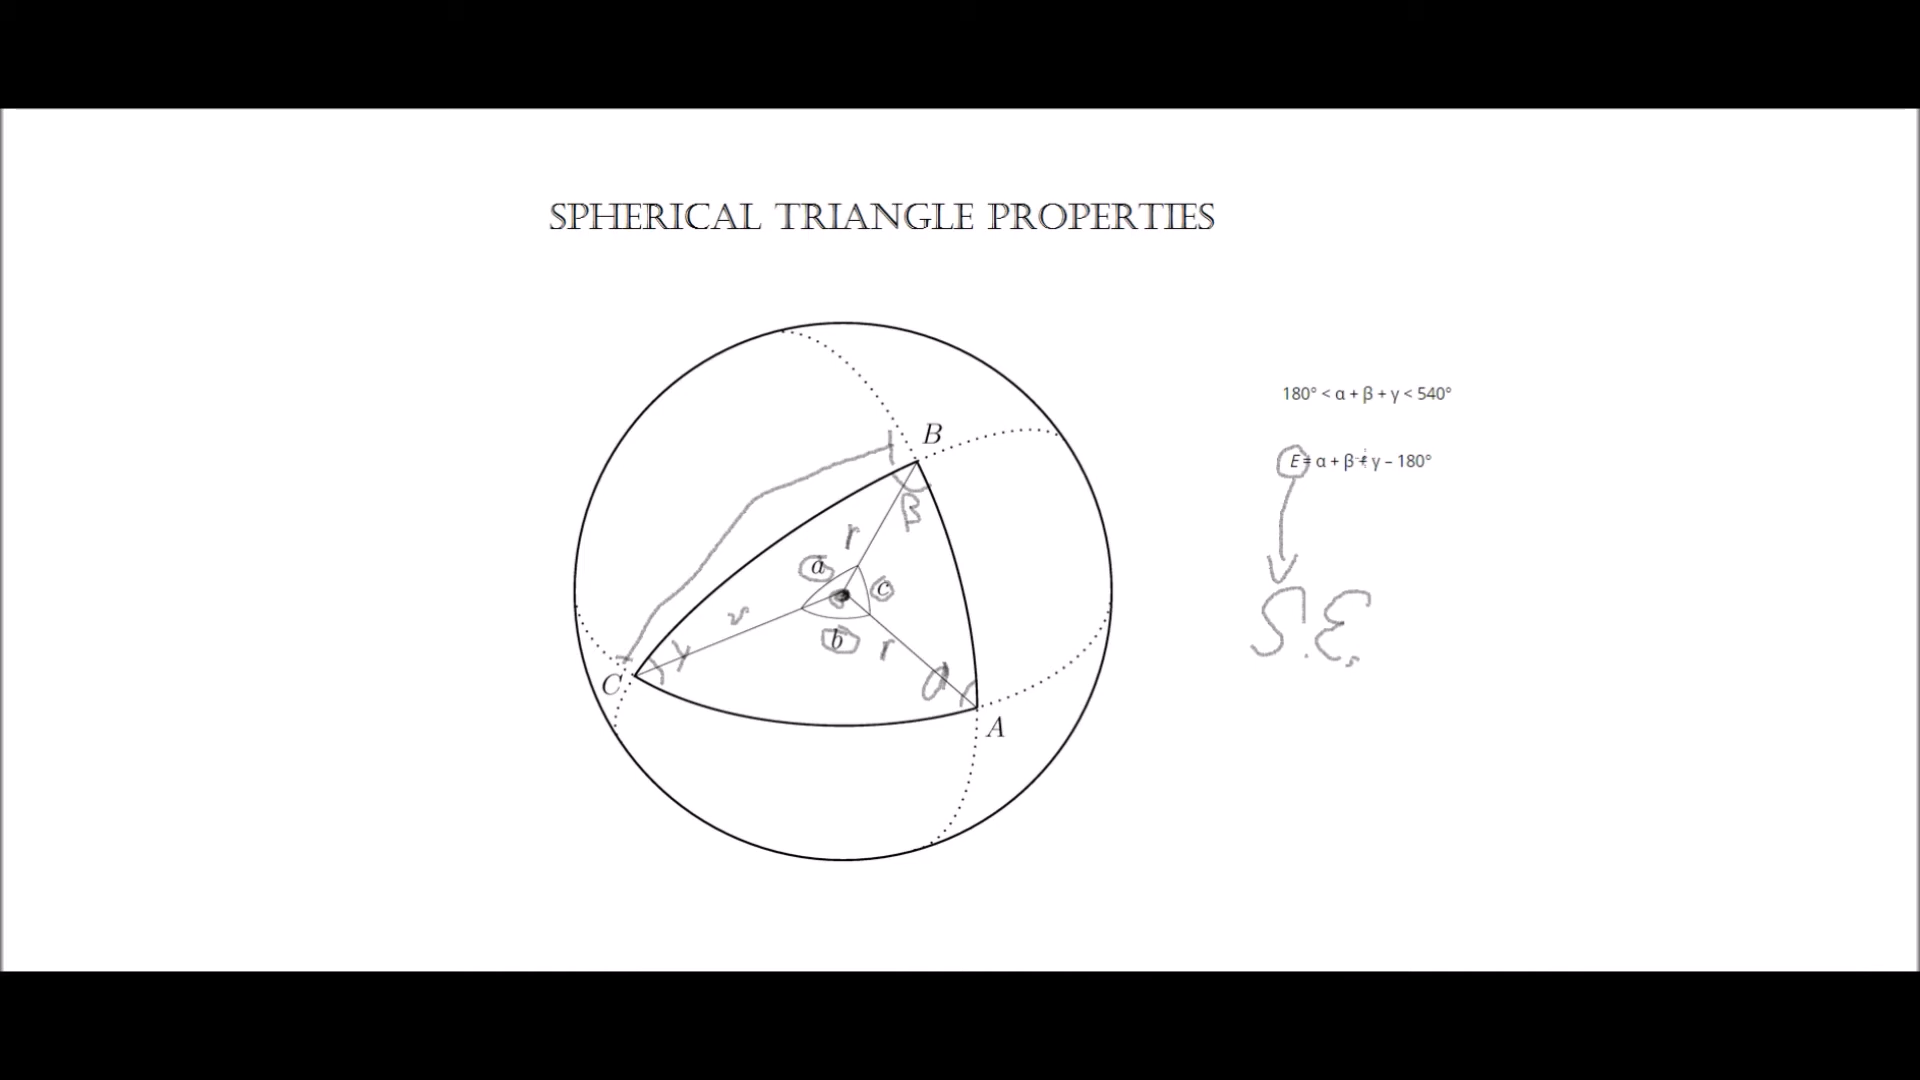 SPHERICAL TRIANGLE PROPERTIES
180° < α + β + γ < 540°
E = α + β + γ – 180°
S.E.
B
β
r
a
c
r
γ
b
r
α
C
A